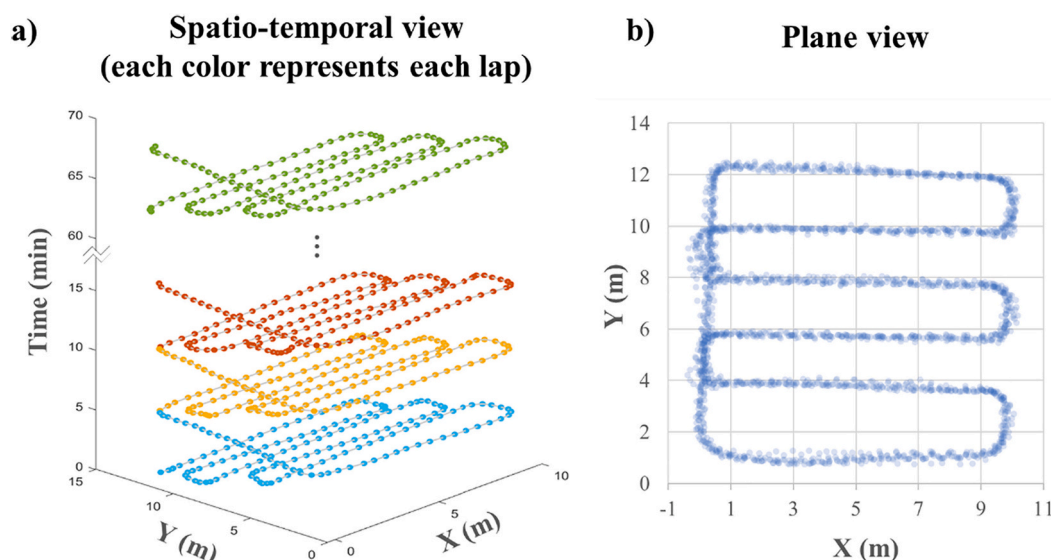 a)
Spatio-temporal view
(each color represents each lap)
70
65
60
15
10
5
0
Time (min)
15
10
5
0
Y (m)
0
5
10
X (m)
b)
Plane view
14
12
10
8
6
4
2
0
Y (m)
-1
1
3
5
7
9
11
X (m)